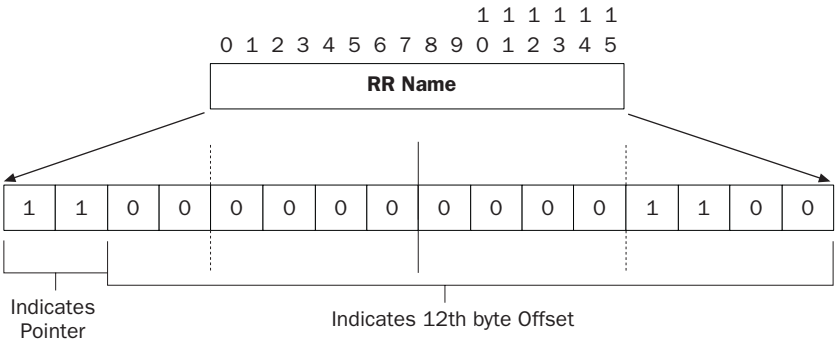 1 1 1 1 1 1
0 1 2 3 4 5 6 7 8 9 0 1 2 3 4 5
RR Name
1 1 0 0 0 0 0 0 0 0 0 0 1 1 0 0
Indicates
Pointer
Indicates 12th byte Offset